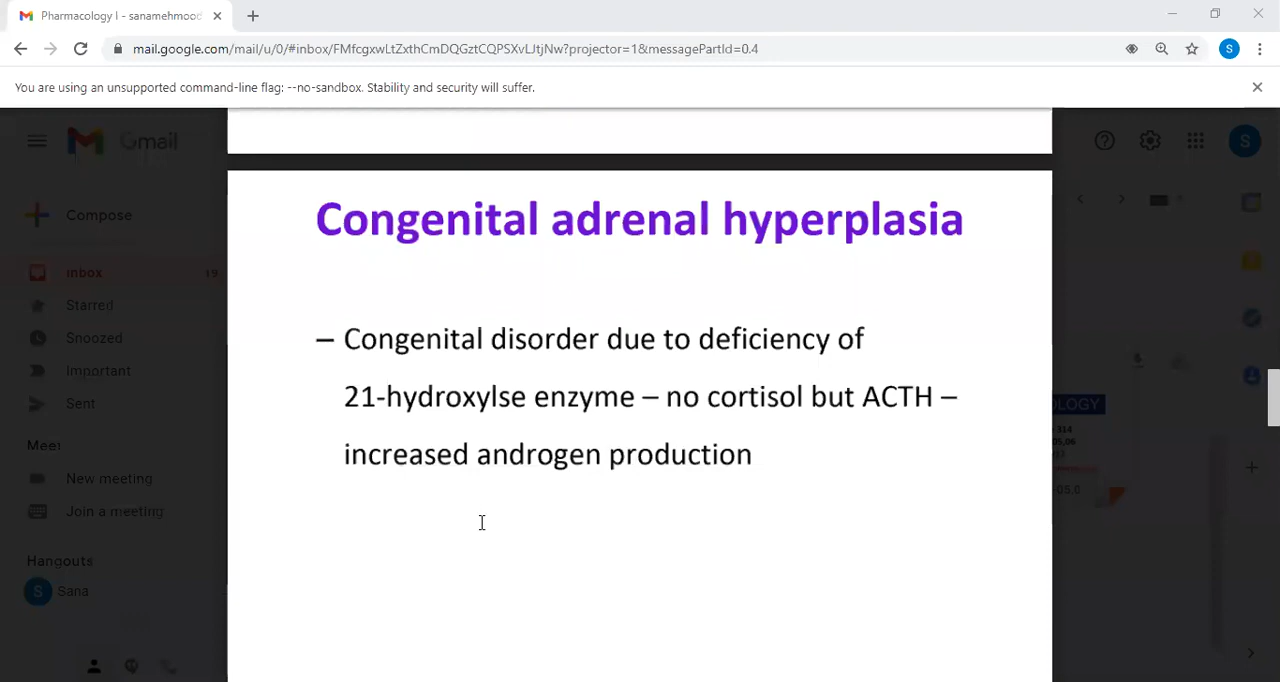 Pharmacology I - sanamehmood
mail.google.com/mail/u/0/#inbox/FMfcgxwLtZxthCmDQGztCQPSXvLJtjNw?projector=1&messagePartId=0.4
S
You are using an unsupported command-line flag: --no-sandbox. Stability and security will suffer.
Gmail
S
Compose
Inbox 19
Starred
Snoozed
Important
Sent
Meet
New meeting
Join a meeting
Hangouts
S Sana
Congenital adrenal hyperplasia
– Congenital disorder due to deficiency of
21-hydroxylse enzyme – no cortisol but ACTH –
increased androgen production
OLOGY
314